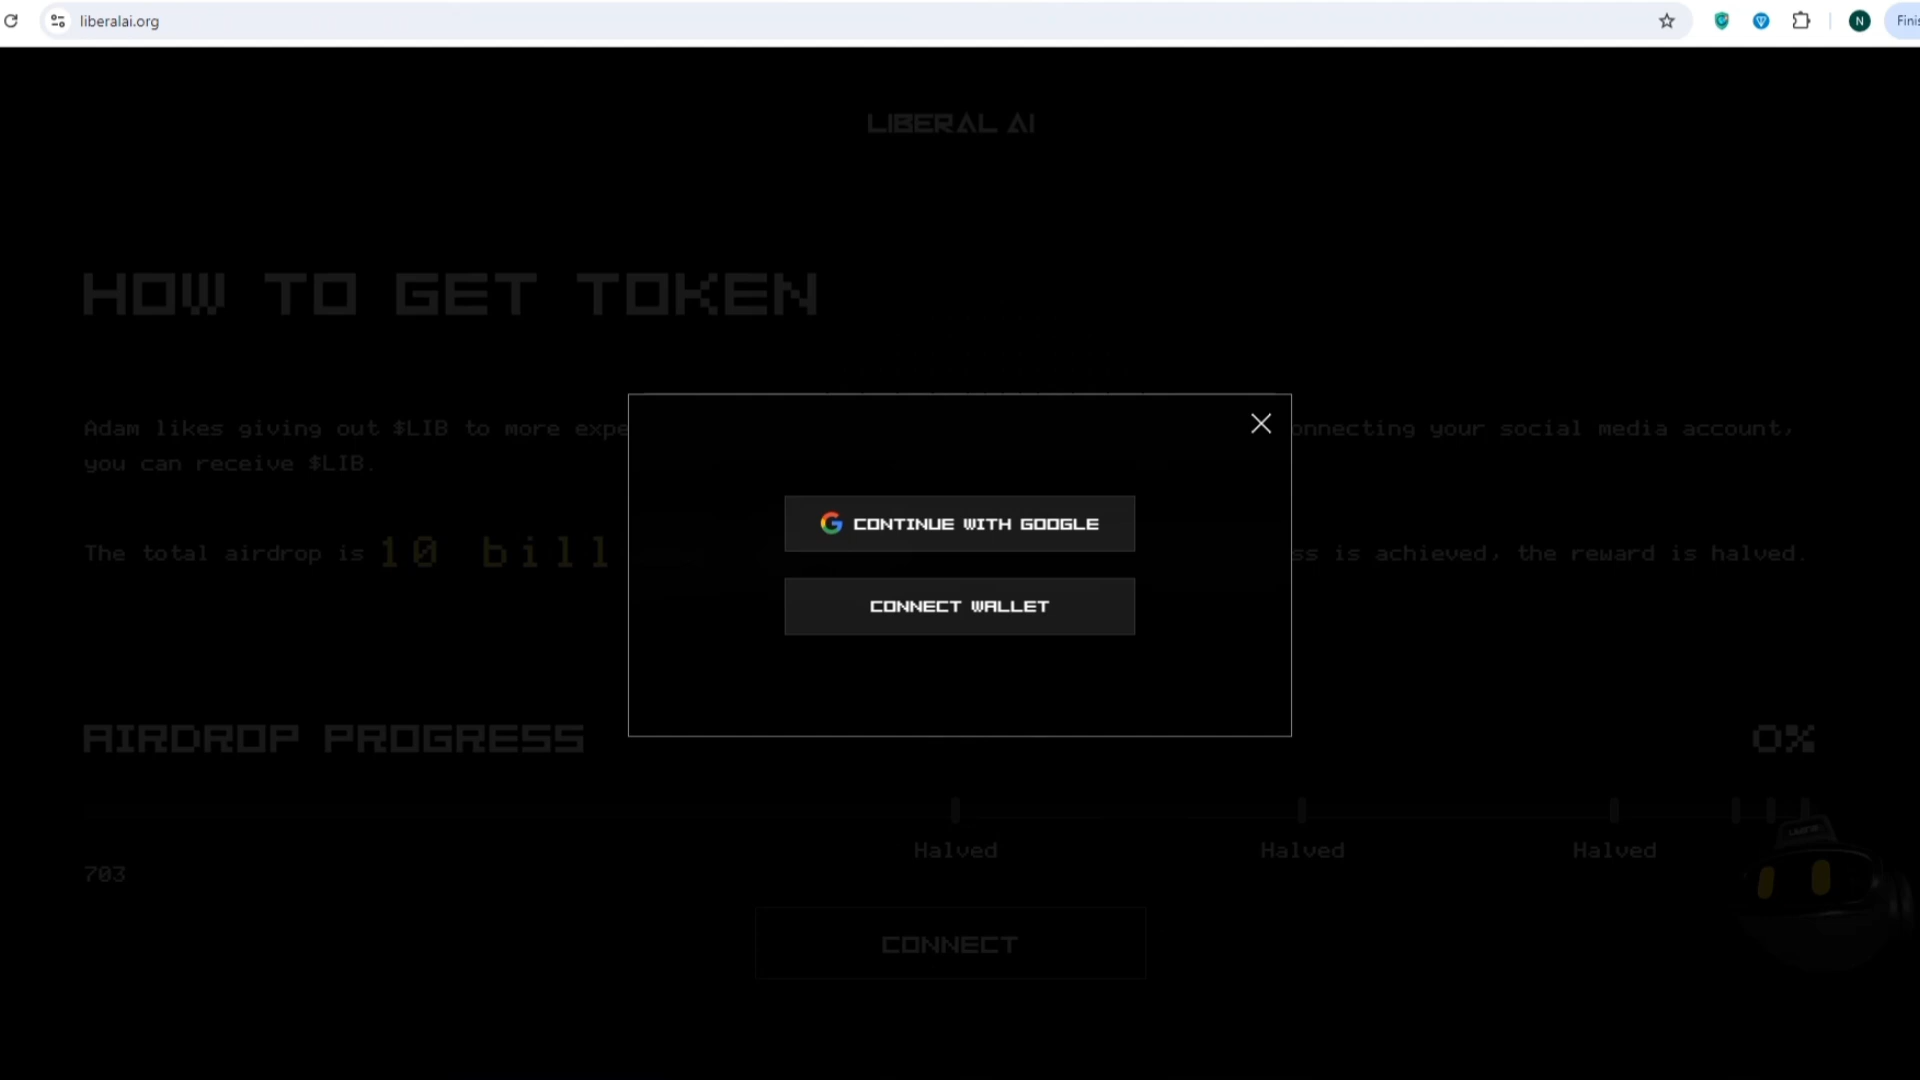 liberalai.org
N
Finis
LIBERAL AI
HOW TO GET TOKEN
Adam likes giving out $LIB to more expe
onnecting your social media account,
you can receive $LIB.
CONTINUE WITH GOOGLE
The total airdrop is 10 bill
ss is achieved, the reward is halved.
CONNECT WALLET
AIRDROP PROGRESS
0%
Halved
Halved
Halved
703
CONNECT